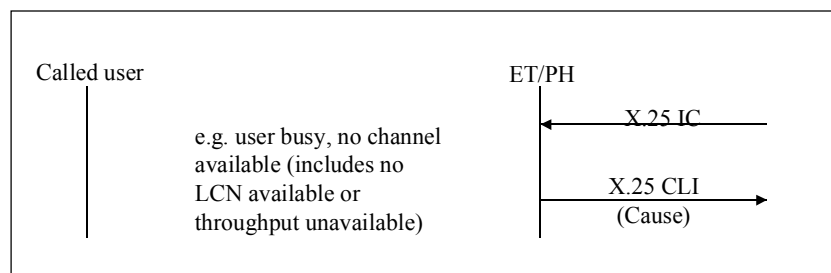 Called user
ET/PH
X.25 IC
e.g. user busy, no channel
available (includes no
LCN available or
throughput unavailable)
X.25 CLI
(Cause)